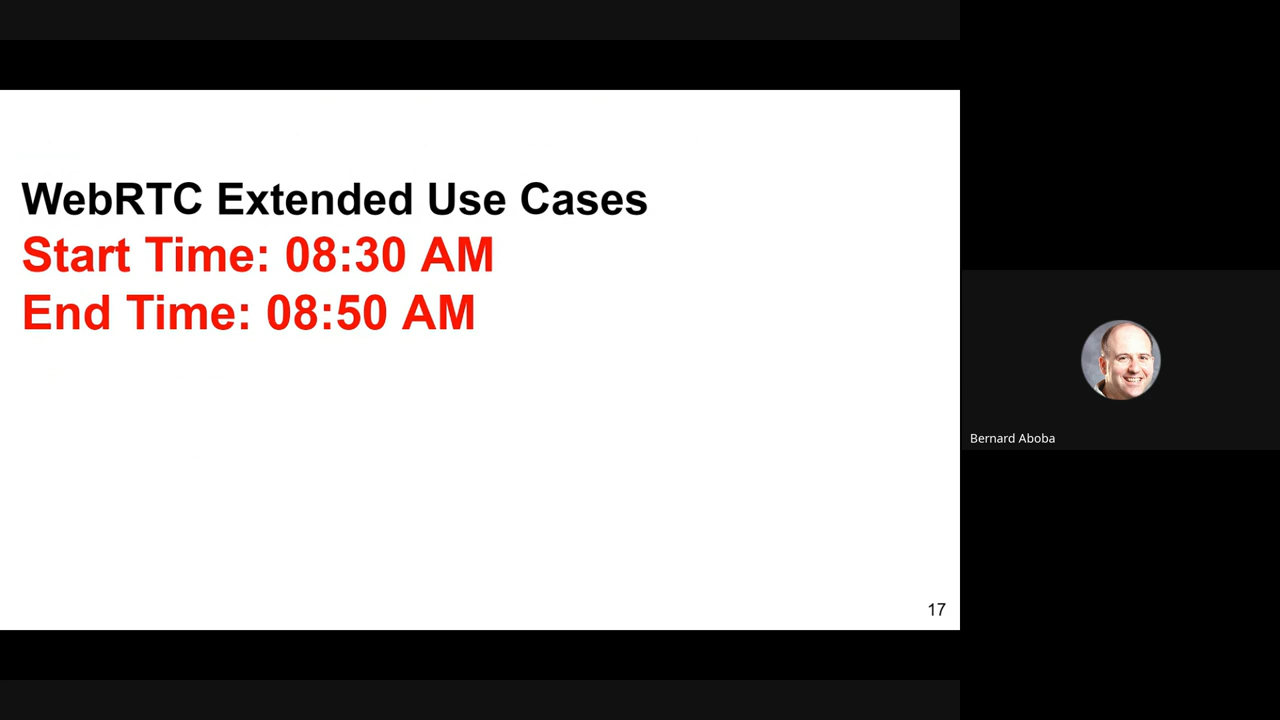 WebRTC Extended Use Cases
Start Time: 08:30 AM
End Time: 08:50 AM
17
Bernard Aboba